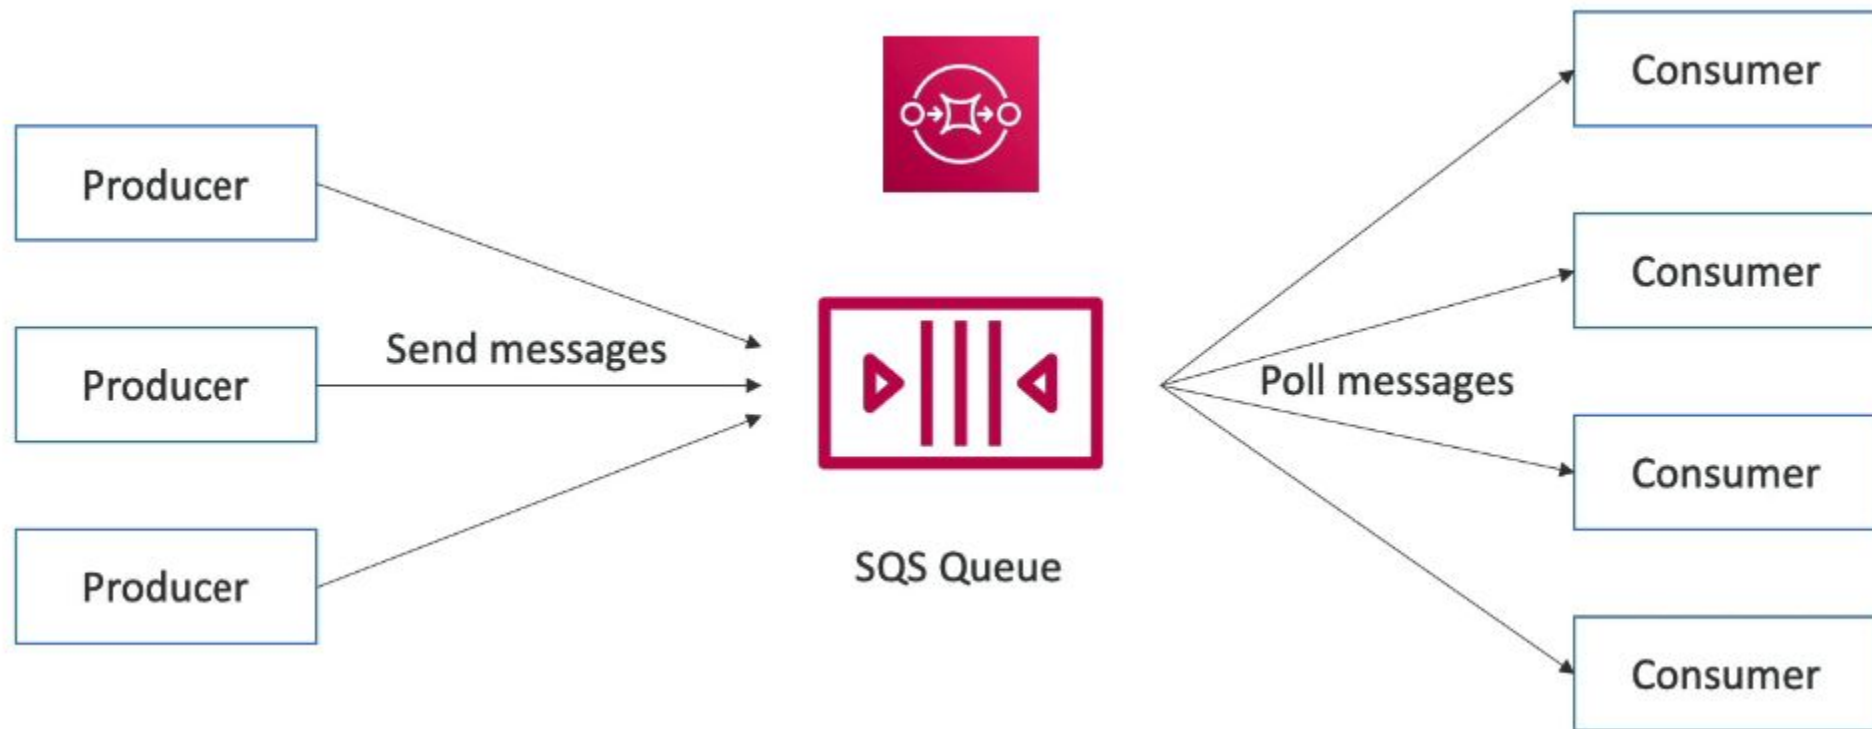 Producer
Producer
Producer
Send messages
SQS Queue
Poll messages
Consumer
Consumer
Consumer
Consumer